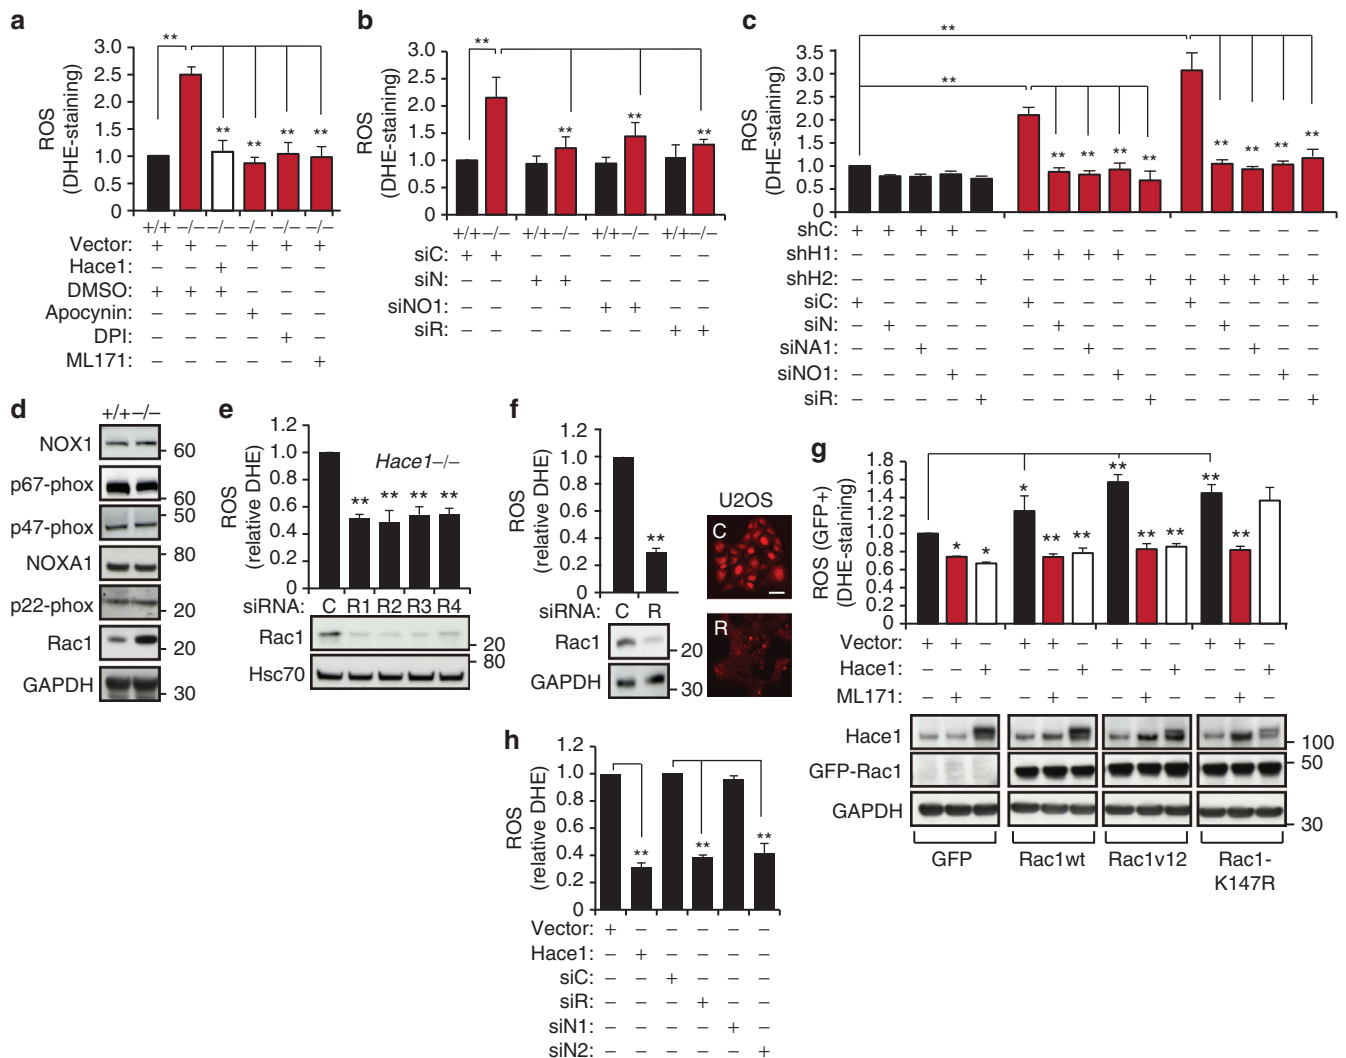 a
**
3.0
2.5
2.0
1.5
1.0
0.5
0
ROS
(DHE-staining)
** ** ** **
+/+ –/– –/– –/– –/– –/–
Vector: + + – + + +
Hace1: – – + – – –
DMSO: + + + – – –
Apocynin – – – + – –
DPI: – – – – + –
ML171: – – – – – +
b
**
3.0
2.5
2.0
1.5
1.0
0.5
0
ROS
(DHE-staining)
** ** **
+/+ –/– +/+ –/– +/+ –/– +/+ –/–
siC: + + – – – – – –
siN: – – + + – – – –
siNO1: – – – – + + – –
siR: – – – – – – + +
c
**
**
3.5
3.0
2.5
2.0
1.5
1.0
0.5
0
ROS
(DHE-staining)
** ** ** **
** ** ** **
shC: + + + + – – – – – – – – – – –
shH1: – – – – – + + + + – – – – – –
shH2: – – – – + – – – – + + + + + +
siC: + – – – – + – – – – + – – – –
siN: – + – – – – + – – – – + – – –
siNA1: – – + – – – – + – – – – + – –
siNO1: – – – + – – – – + – – – – + –
siR: – – – – + – – – – + – – – – +
d
+/+ –/–
NOX1
60
p67-phox
60
p47-phox
50
NOXA1
80
p22-phox
20
Rac1
20
GAPDH
30
e
1.2
1.0
0.8
0.6
0.4
0.2
0
ROS
(relative DHE)
Hace1–/–
** ** ** **
siRNA: C R1 R2 R3 R4
Rac1
20
80
Hsc70
f
1.2
1.0
0.8
0.6
0.4
0.2
0
ROS
(relative DHE)
**
siRNA: C R
Rac1
20
GAPDH
30
U2OS
C
R
g
1.8
1.6
1.4
1.2
1.0
0.8
0.6
0.4
0.2
0
ROS (GFP+)
(DHE-staining)
* * * ** ** ** ** ** ** **
Vector: + + – + + – + + – + + –
Hace1: – – + – – + – – + – – +
ML171: – + – – + – – + – – + –
Hace1
100
GFP-Rac1
50
GAPDH
30
GFP
Rac1wt
Rac1v12
Rac1-
K147R
h
1.2
1.0
0.8
0.6
0.4
0.2
0
ROS
(relative DHE)
** ** **
Vector: + – – – – –
Hace1: – + – – – –
siC: – – + – – –
siR: – – – + – –
siN1: – – – – + –
siN2: – – – – – +